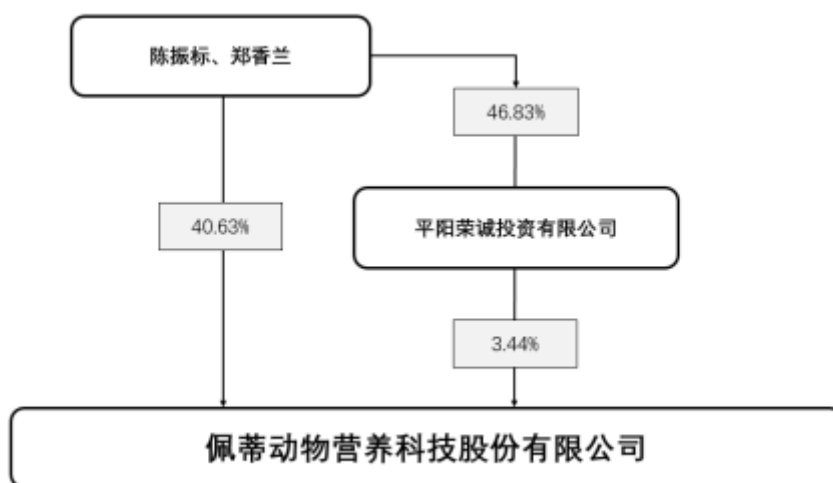 陈振标、郑香兰
46.83%
40.63%
平阳荣诚投资有限公司
3.44%
佩蒂动物营养科技股份有限公司